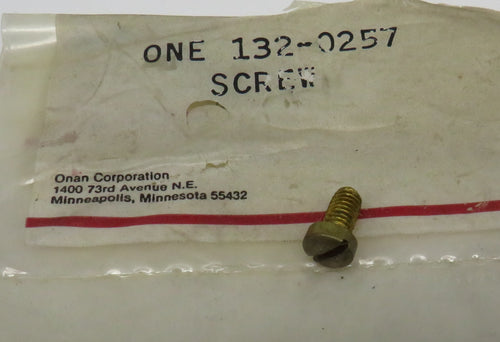 ONE 132-0257
SCREW
Onan Corporation
1400 73rd Avenue N.E.
Minneapolis, Minnesota 55432